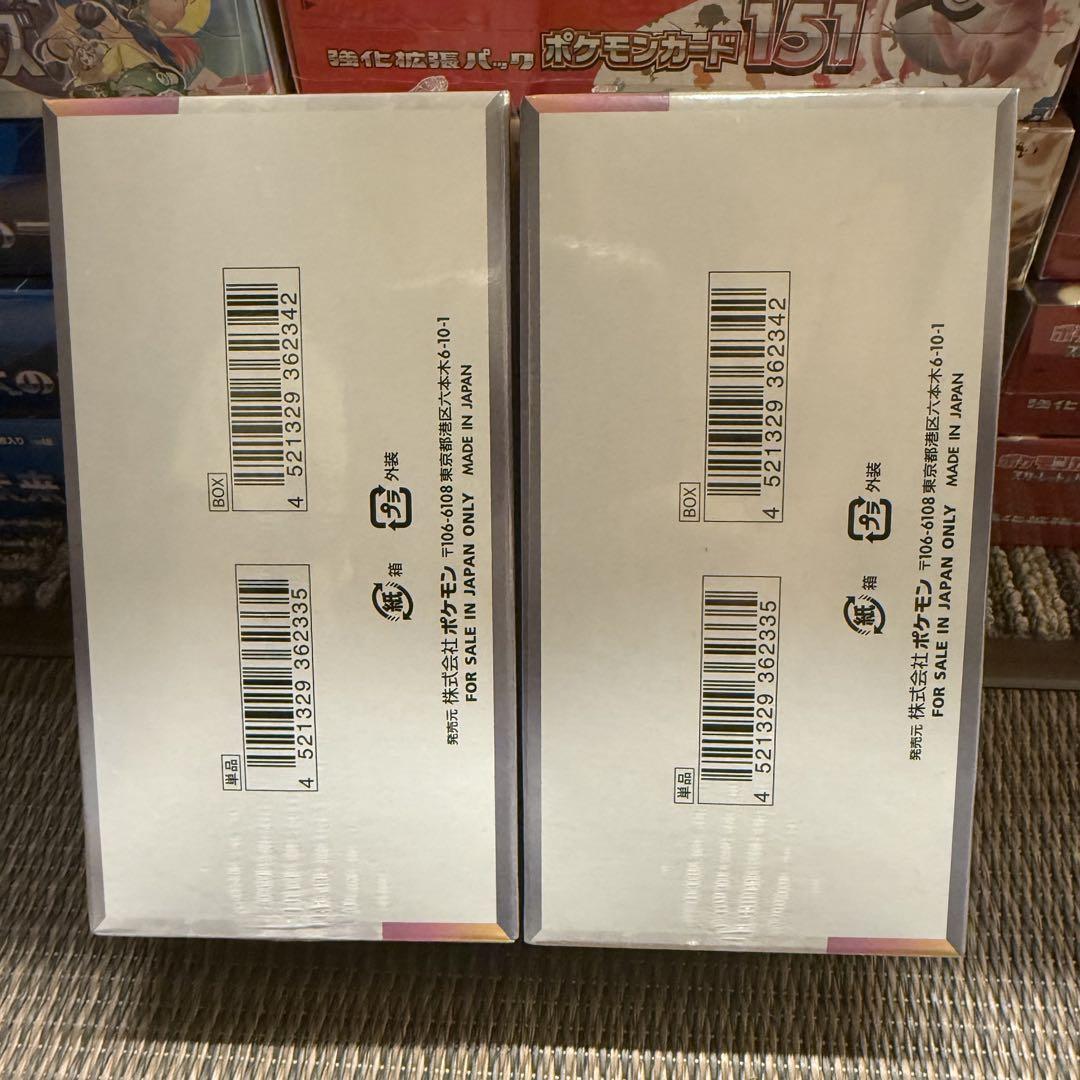 ス
強化拡張パック ポケモンカード151
BOX
4 521329 362342
単品
4 521329 362335
紙 箱
プラ 外装
発売元 株式会社ポケモン 〒106-6108 東京都港区六本木6-10-1
FOR SALE IN JAPAN ONLY MADE IN JAPAN
BOX
4 521329 362342
単品
4 521329 362335
紙 箱
プラ 外装
発売元 株式会社ポケモン 〒106-6108 東京都港区六本木6-10-1
FOR SALE IN JAPAN ONLY MADE IN JAPAN
強化